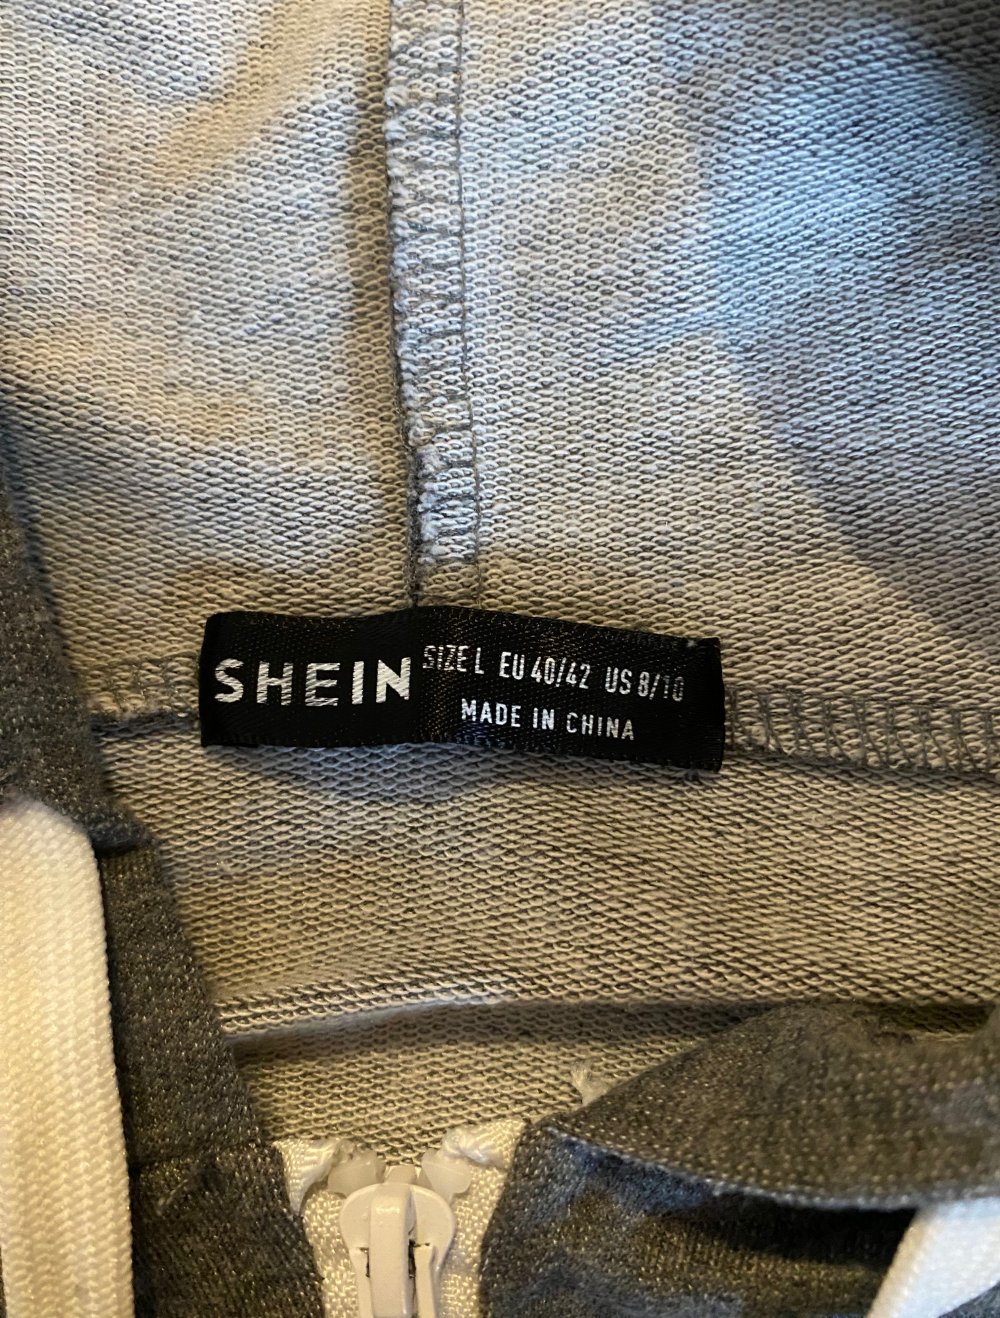 SHEIN
SIZE L EU 40/42 US 8/10
MADE IN CHINA